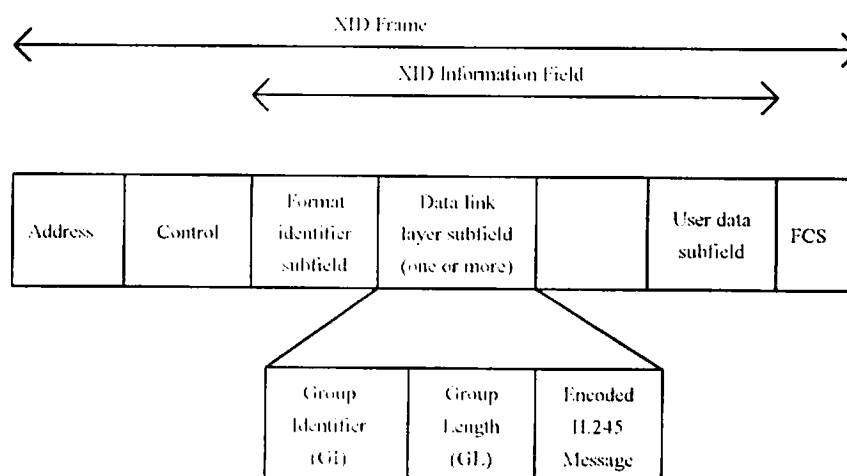 XID Frame
XID Information Field
Address
Control
Format
identifier
subfield
Data link
layer subfield
(one or more)
User data
subfield
FCS
Group
Identifier
(GI)
Group
Length
(GL)
Encoded
H.245
Message